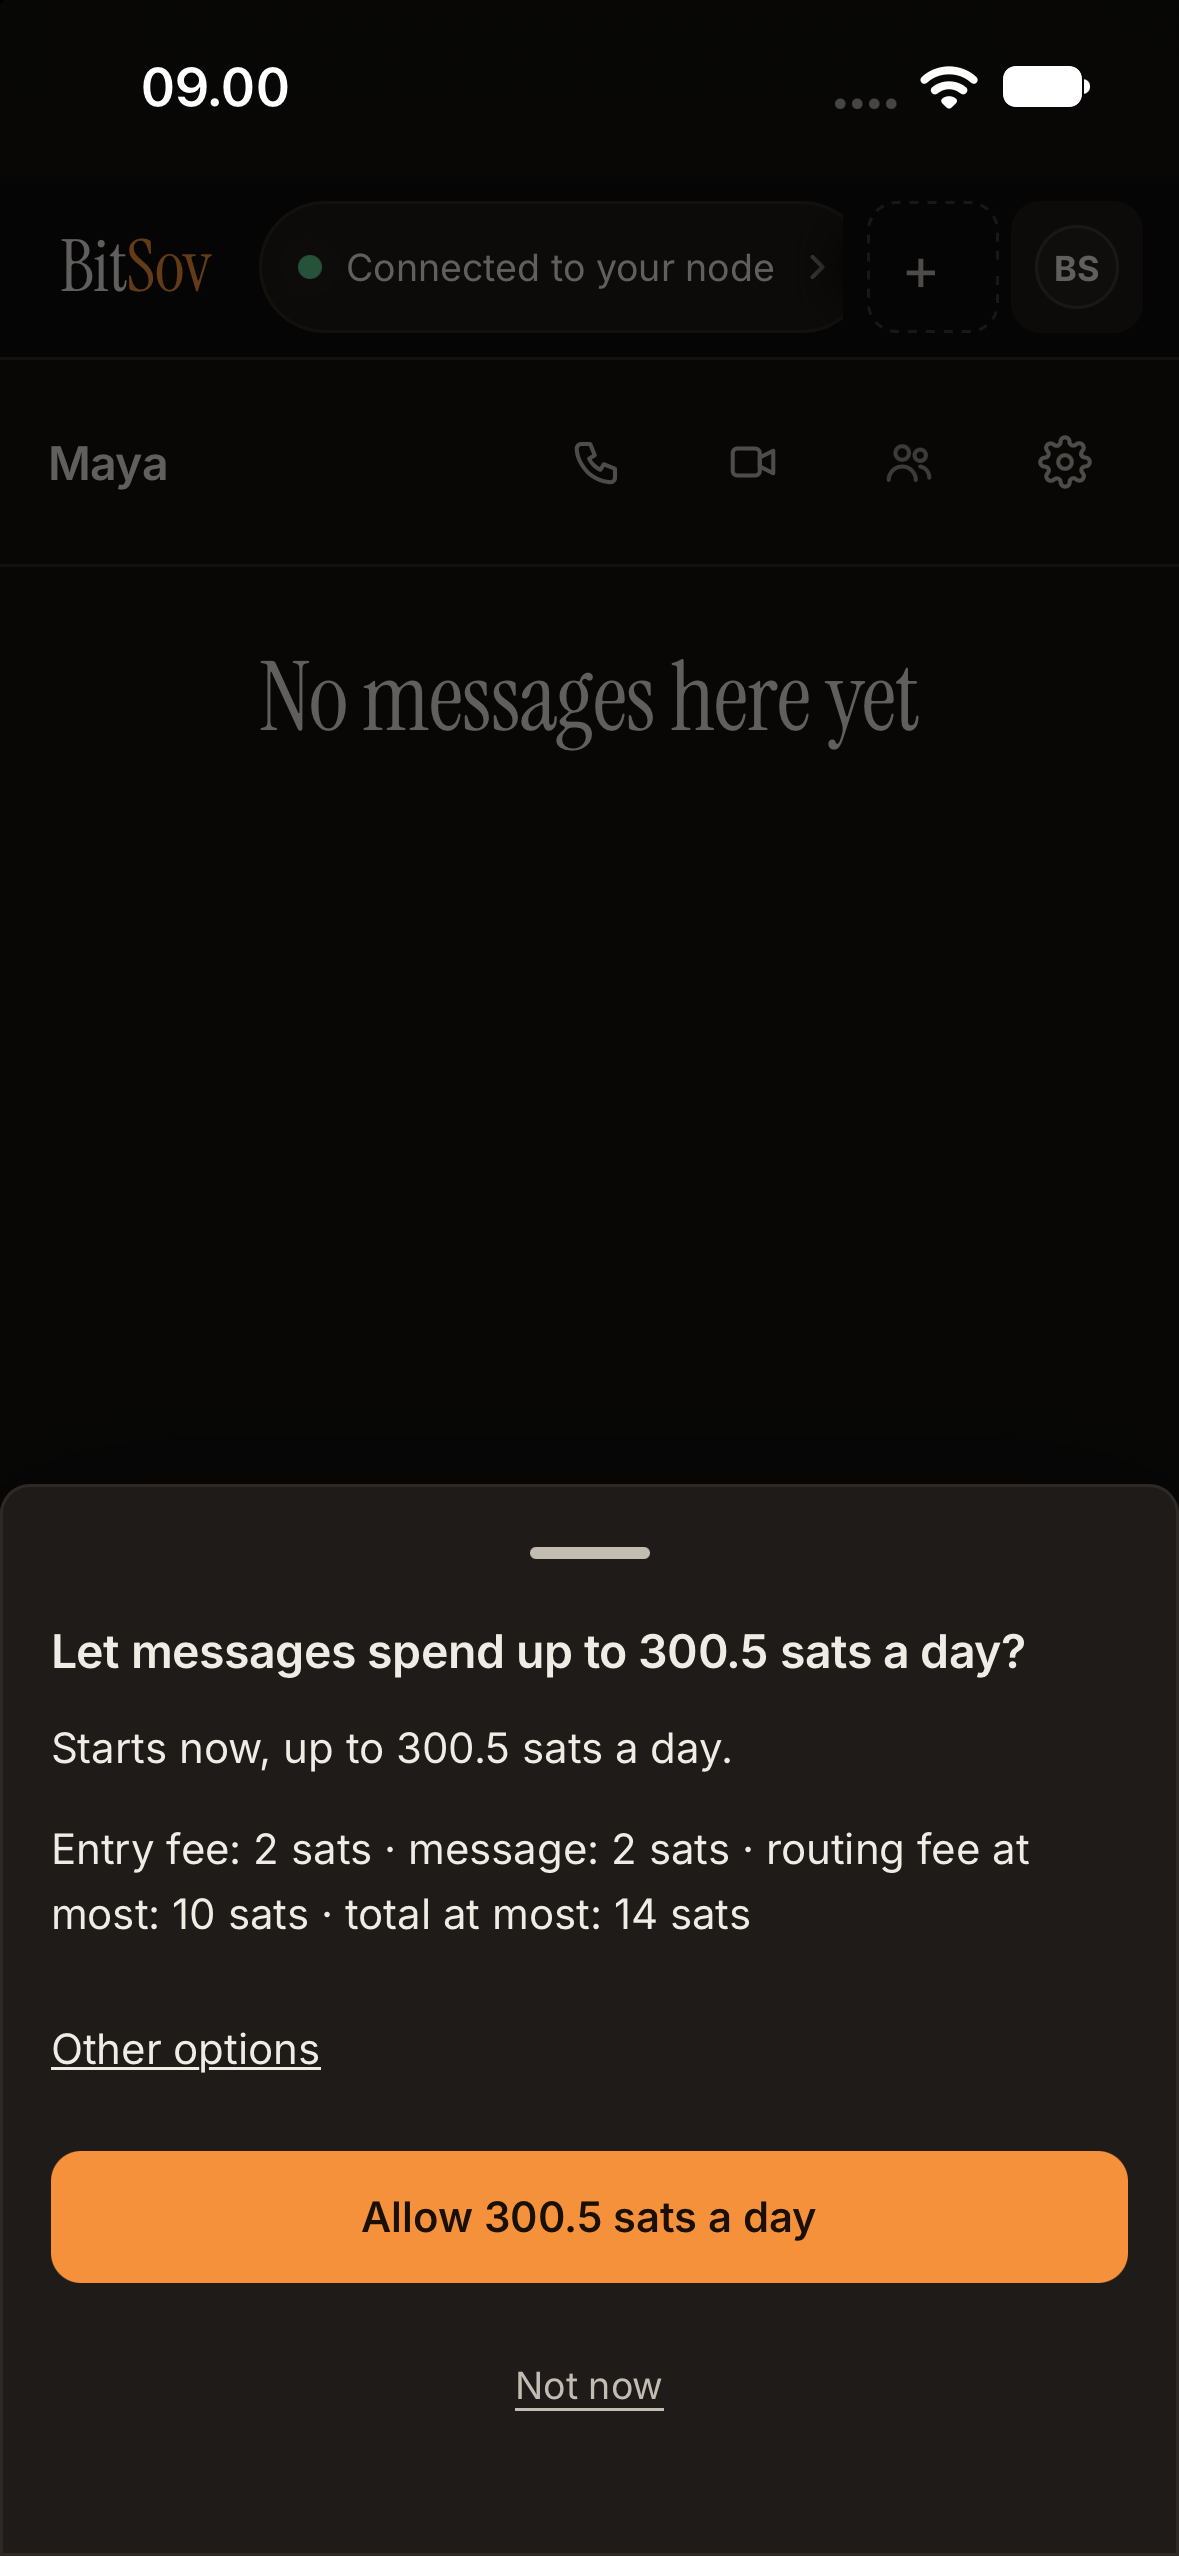 09.00
BitSov
Connected to your node
+
BS
Maya
No messages here yet
Let messages spend up to 300.5 sats a day?
Starts now, up to 300.5 sats a day.
Entry fee: 2 sats · message: 2 sats · routing fee at
most: 10 sats · total at most: 14 sats
Other options
Allow 300.5 sats a day
Not now